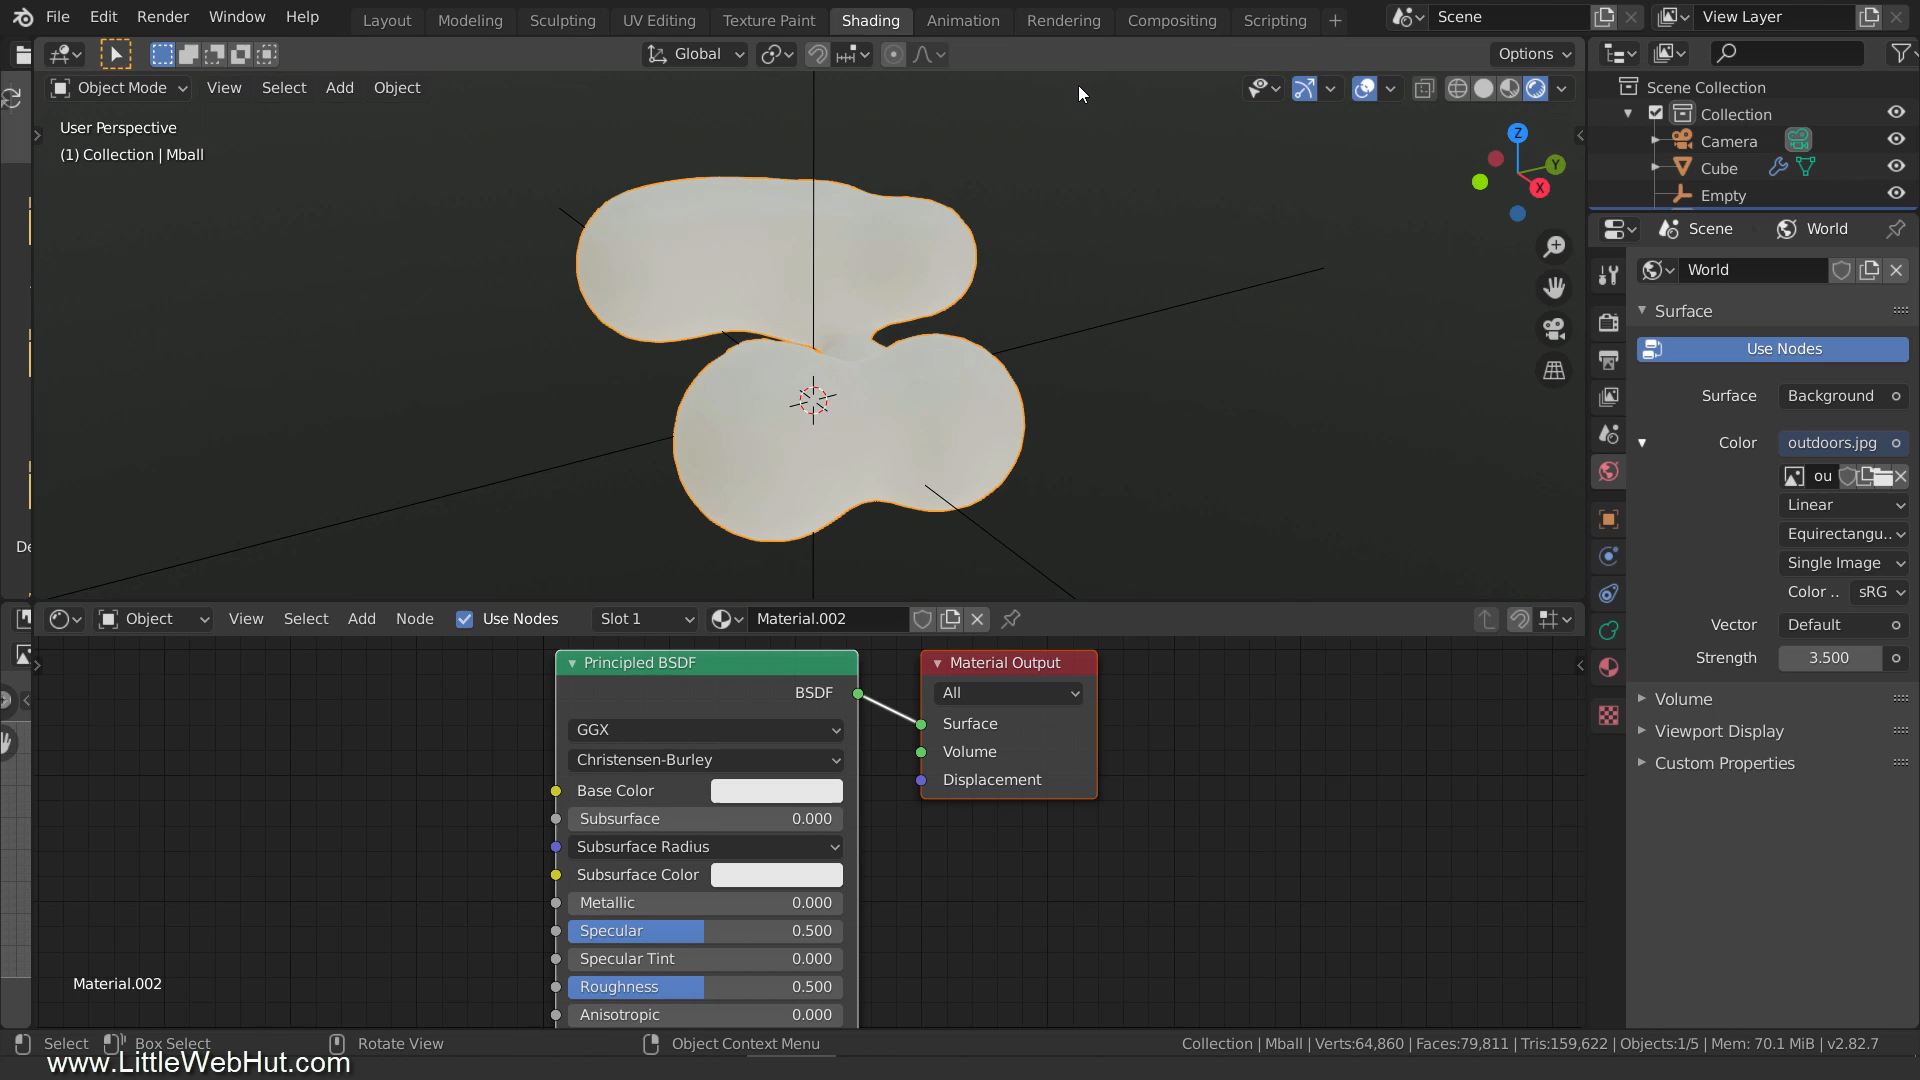 File Edit Render Window Help Layout Modeling Sculpting UV Editing Texture Paint Shading Animation Rendering Compositing Scripting + Scene View Layer
Global Options
Object Mode View Select Add Object
User Perspective
(1) Collection | Mball
Z
Y
X
Scene Collection
Collection
Camera
Cube
Empty
Scene World
World
Surface
Use Nodes
Surface Background
Color outdoors.jpg
ou
Linear
Equirectangu..
Single Image
Color .. sRG
Vector Default
Strength 3.500
Volume
Viewport Display
Custom Properties
De
Object View Select Add Node Use Nodes Slot 1 Material.002
Principled BSDF
BSDF
GGX
Christensen-Burley
Base Color
Subsurface 0.000
Subsurface Radius
Subsurface Color
Metallic 0.000
Specular 0.500
Specular Tint 0.000
Roughness 0.500
Anisotropic 0.000
Material Output
All
Surface
Volume
Displacement
Material.002
Select Box Select Rotate View Object Context Menu Collection | Mball | Verts:64,860 | Faces:79,811 | Tris:159,622 | Objects:1/5 | Mem: 70.1 MiB | v2.82.7
www.LittleWebHut.com